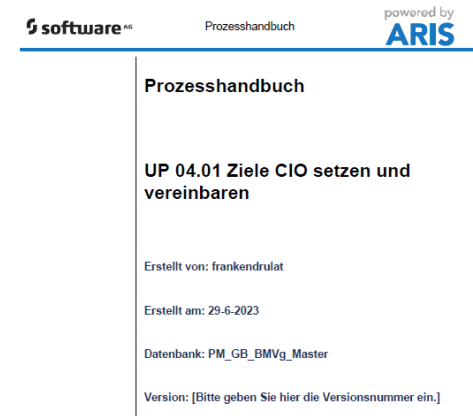 software AG
Prozesshandbuch
powered by
ARIS
Prozesshandbuch
UP 04.01 Ziele CIO setzen und
vereinbaren
Erstellt von: frankendrulat
Erstellt am: 29-6-2023
Datenbank: PM_GB_BMVg_Master
Version: [Bitte geben Sie hier die Versionsnummer ein.]